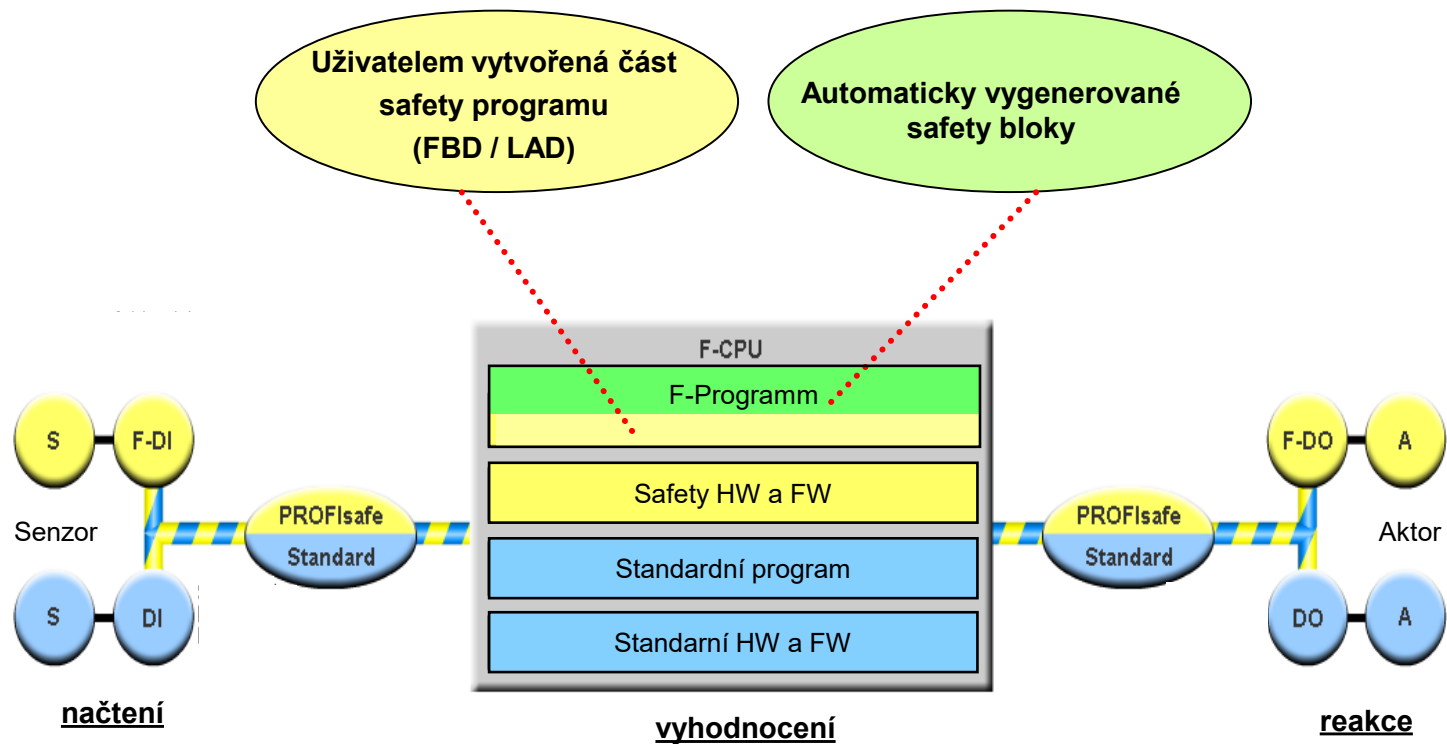 Uživatelem vytvořená část
safety programu
(FBD / LAD)
Automaticky vygenerované
safety bloky
F-CPU
F-Programm
Safety HW a FW
Standardní program
Standarní HW a FW
S
F-DI
Senzor
S
DI
PROFIsafe
Standard
PROFIsafe
Standard
F-DO
A
Aktor
DO
A
načtení
vyhodnocení
reakce